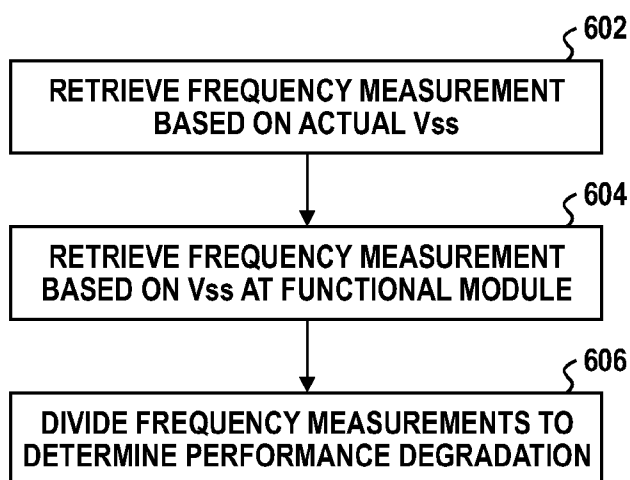 602
RETRIEVE FREQUENCY MEASUREMENT
BASED ON ACTUAL Vss
604
RETRIEVE FREQUENCY MEASUREMENT
BASED ON Vss AT FUNCTIONAL MODULE
606
DIVIDE FREQUENCY MEASUREMENTS TO
DETERMINE PERFORMANCE DEGRADATION